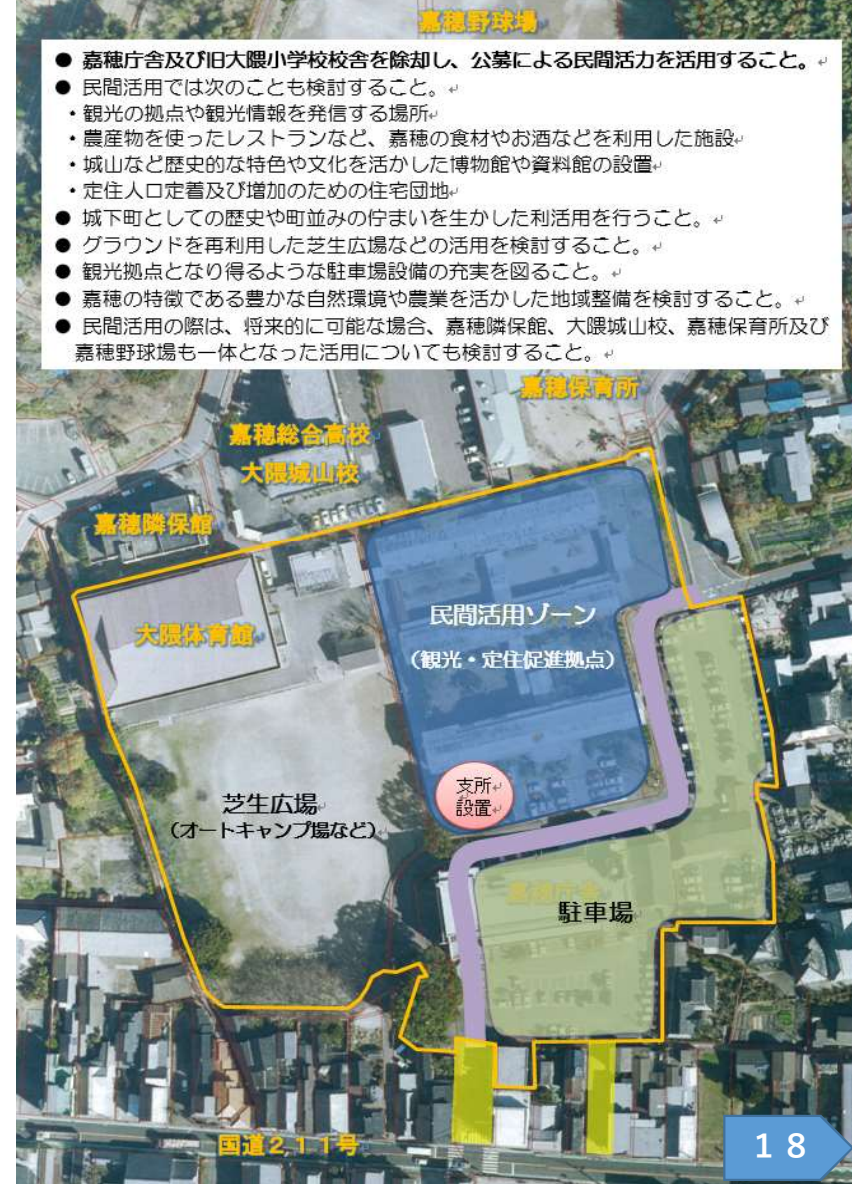 嘉穂野球場
● 嘉穂庁舎及び旧大隈小学校校舎を除却し、公募による民間活力を活用すること。
● 民間活用では次のことも検討すること。
・観光の拠点や観光情報を発信する場所
・農産物を使ったレストランなど、嘉穂の食材やお酒などを利用した施設
・城山など歴史的な特色や文化を活かした博物館や資料館の設置
・定住人口定着及び増加のための住宅団地
● 城下町としての歴史や町並みの佇まいを生かした利活用を行うこと。
● グラウンドを再利用した芝生広場などの活用を検討すること。
● 観光拠点となり得るような駐車場設備の充実を図ること。
● 嘉穂の特徴である豊かな自然環境や農業を活かした地域整備を検討すること。
● 民間活用の際は、将来的に可能な場合、嘉穂隣保館、大隈城山校、嘉穂保育所及び
嘉穂野球場も一体となった活用についても検討すること。
嘉穂保育所
嘉穂総合高校
大隈城山校
嘉穂隣保館
大隈体育館
民間活用ゾーン
（観光・定住促進拠点）
支所
設置
芝生広場
（オートキャンプ場など）
嘉穂庁舎
駐車場
国道211号
18